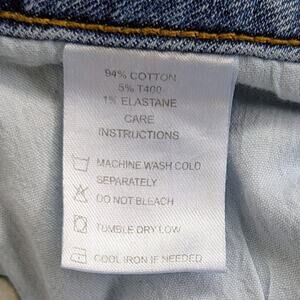 94% COTTON
5% T400
1% ELASTANE
CARE
INSTRUCTIONS
MACHINE WASH COLD
SEPARATELY
DO NOT BLEACH
TUMBLE DRY LOW
COOL IRON IF NEEDED